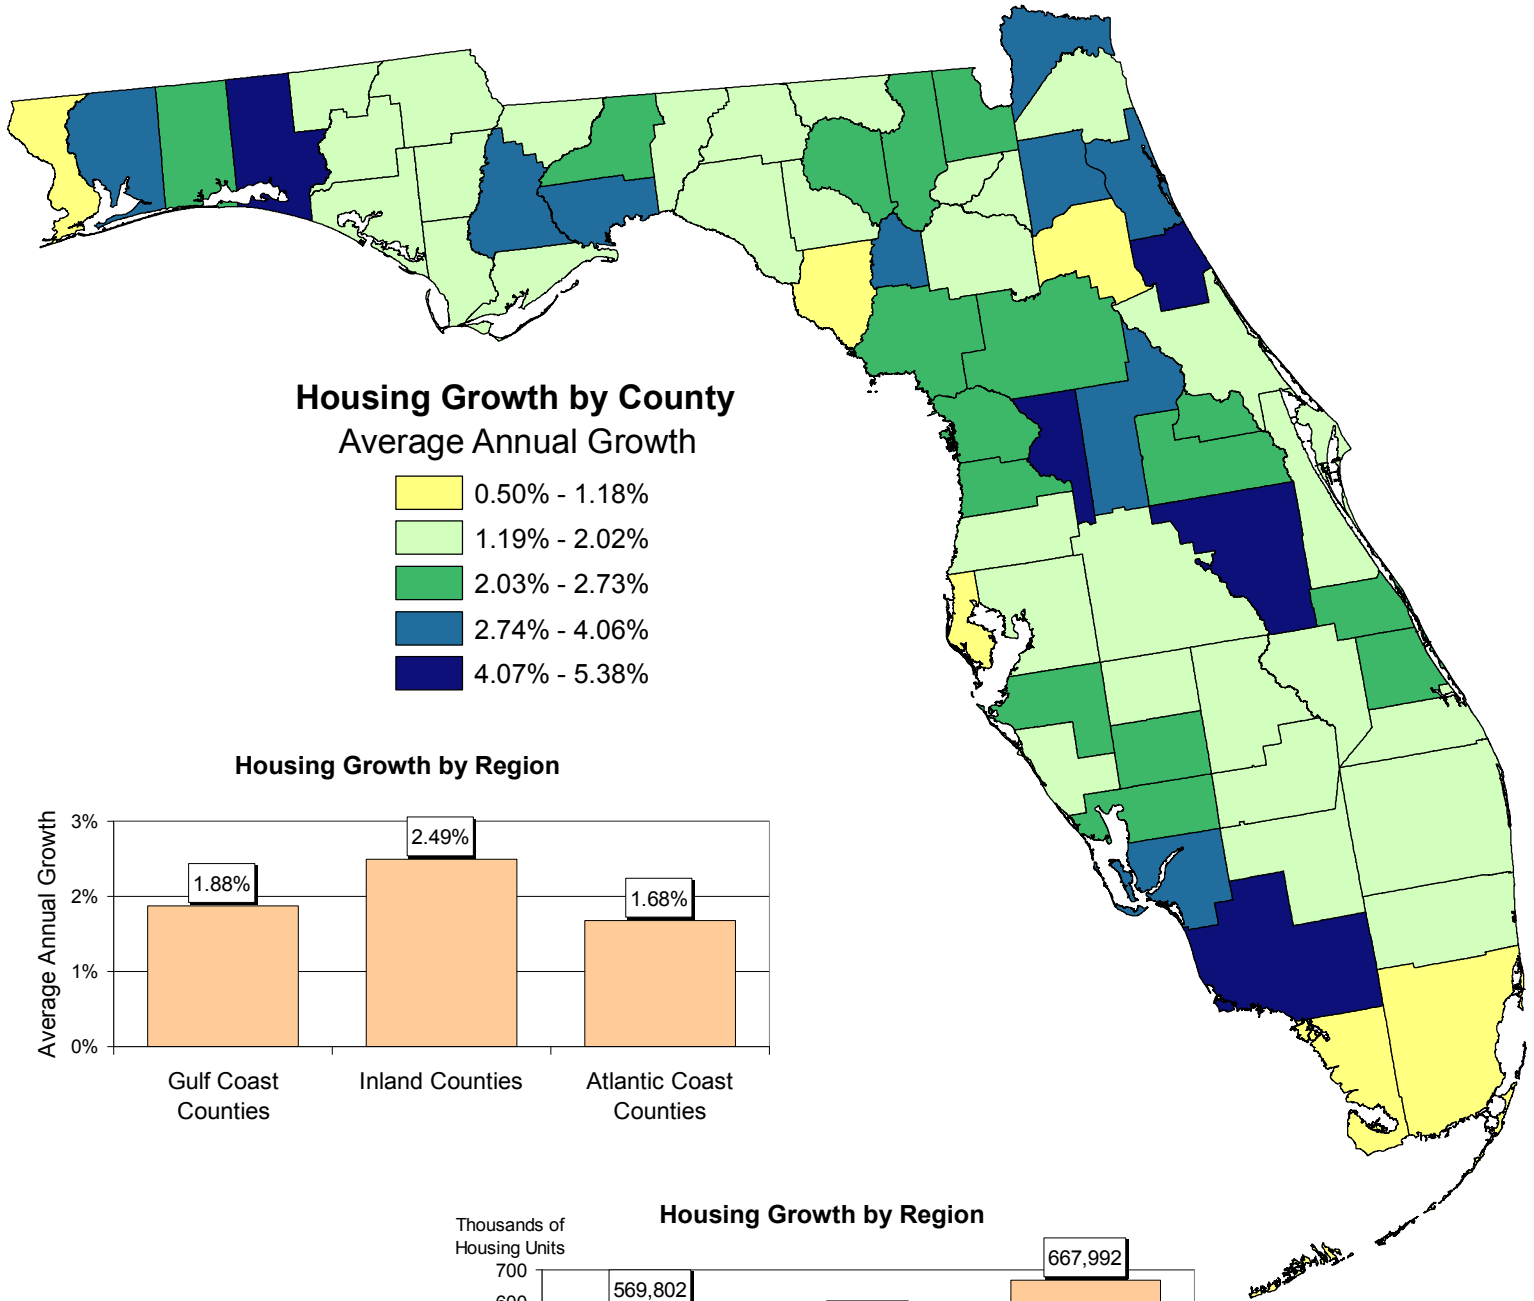 Housing Growth by County
Average Annual Growth
0.50% - 1.18%
1.19% - 2.02%
2.03% - 2.73%
2.74% - 4.06%
4.07% - 5.38%
Housing Growth by Region
Average Annual Growth
3%
2%
1%
0%
1.88%
2.49%
1.68%
Gulf Coast
Counties
Inland Counties
Atlantic Coast
Counties
Housing Growth by Region
Thousands of
Housing Units
700
600
569,802
667,992